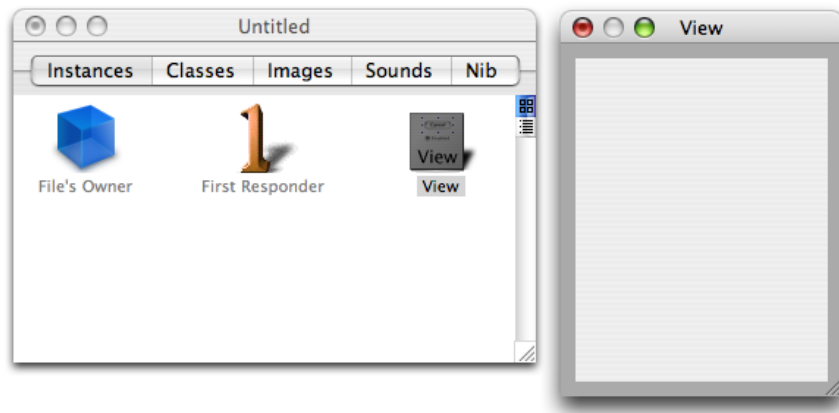 Untitled
View
Instances Classes Images Sounds Nib
File's Owner First Responder View
View